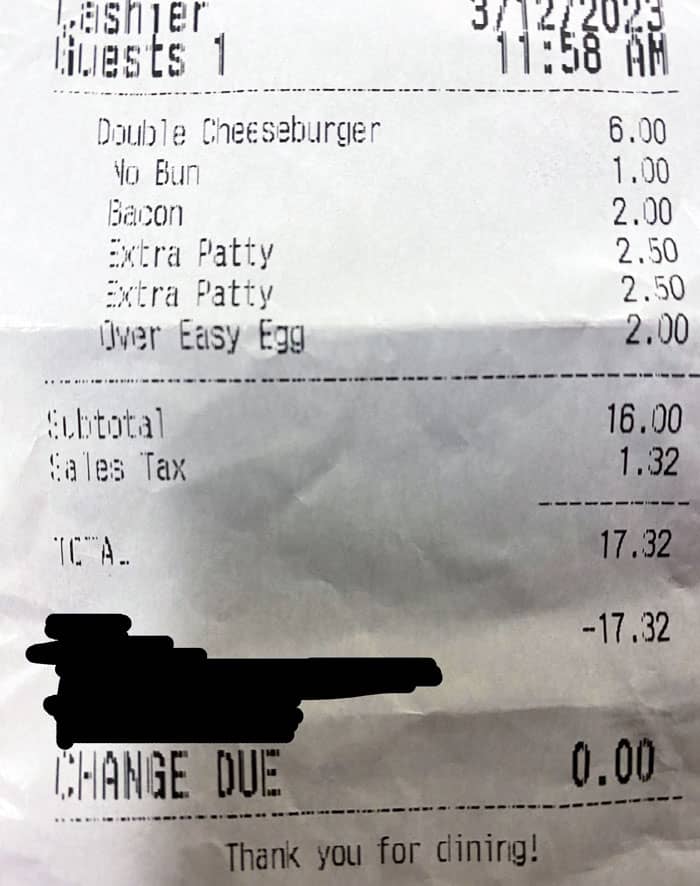 Cashier 3/12/2023
Guests 1 11:58 AM
Double Cheeseburger 6.00
No Bun 1.00
Bacon 2.00
Extra Patty 2.50
Extra Patty 2.50
Over Easy Egg 2.00
Subtotal 16.00
Sales Tax 1.32
TOTAL 17.32
-17.32
CHANGE DUE 0.00
Thank you for dining!